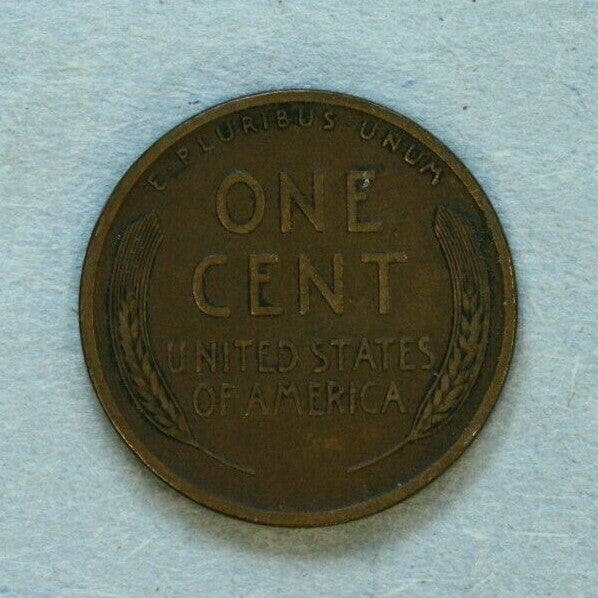 E·PLURIBUS UNUM
ONE
CENT
UNITED STATES
OF AMERICA